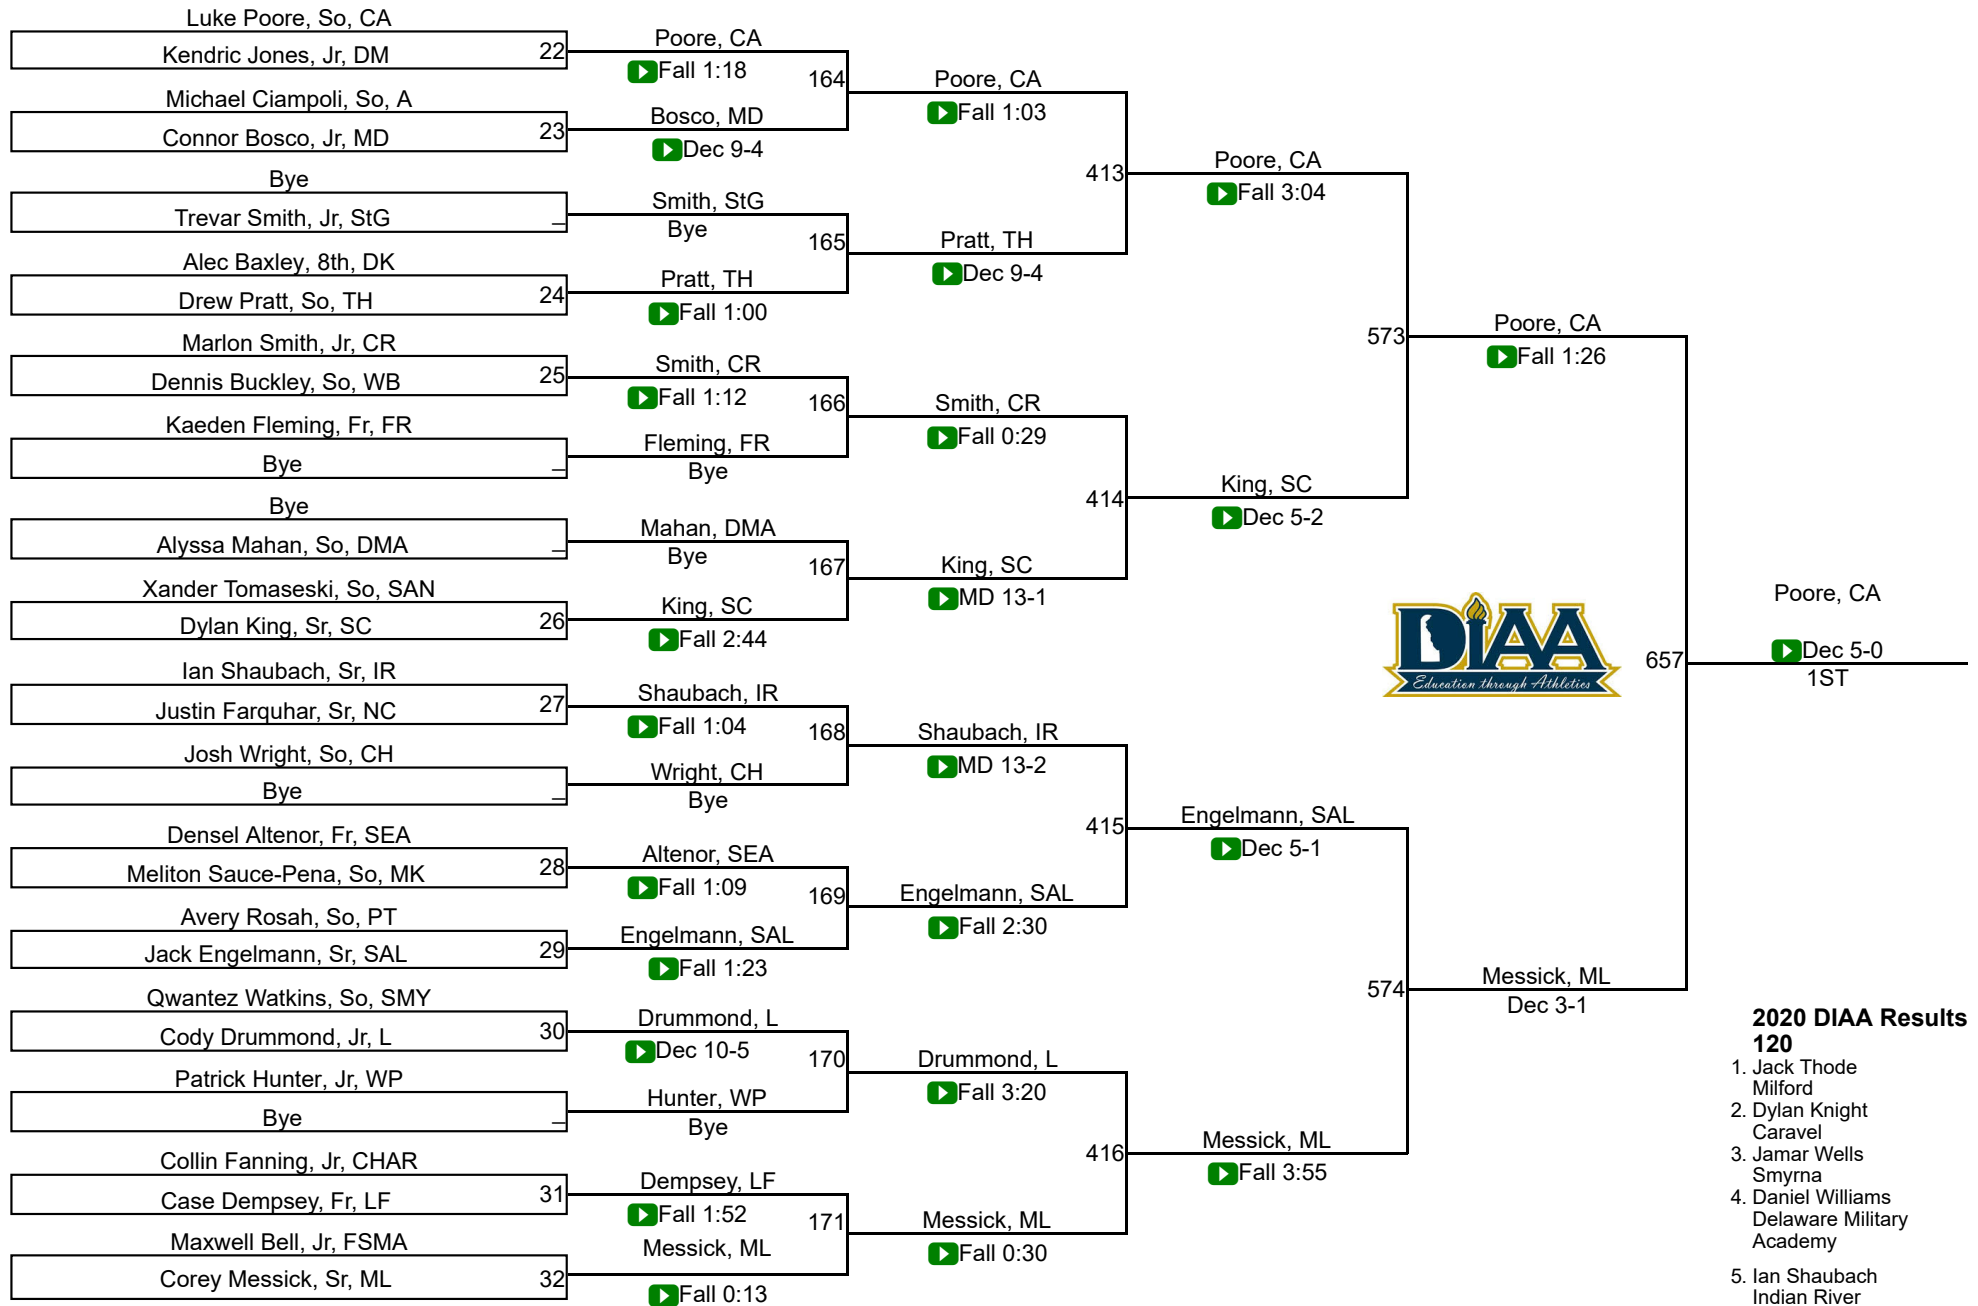 Luke Poore, So, CA
Kendric Jones, Jr, DM
22
Michael Ciampoli, So, A
Connor Bosco, Jr, MD
23
Bye
Trevar Smith, Jr, StG
_
Alec Baxley, 8th, DK
Drew Pratt, So, TH
24
Marlon Smith, Jr, CR
Dennis Buckley, So, WB
25
Kaeden Fleming, Fr, FR
Bye
_
Bye
Alyssa Mahan, So, DMA
_
Xander Tomaseski, So, SAN
Dylan King, Sr, SC
26
Ian Shaubach, Sr, IR
Justin Farquhar, Sr, NC
27
Josh Wright, So, CH
Bye
_
Densel Altenor, Fr, SEA
Meliton Sauce-Pena, So, MK
28
Avery Rosah, So, PT
Jack Engelmann, Sr, SAL
29
Qwantez Watkins, So, SMY
Cody Drummond, Jr, L
30
Patrick Hunter, Jr, WP
Bye
_
Collin Fanning, Jr, CHAR
Case Dempsey, Fr, LF
31
Maxwell Bell, Jr, FSMA
Corey Messick, Sr, ML
32
Poore, CA
Fall 1:18
164
Bosco, MD
Dec 9-4
Smith, StG
Bye
165
Pratt, TH
Fall 1:00
Smith, CR
Fall 1:12
166
Fleming, FR
Bye
Mahan, DMA
Bye
167
King, SC
Fall 2:44
Shaubach, IR
Fall 1:04
168
Wright, CH
Bye
Altenor, SEA
Fall 1:09
169
Engelmann, SAL
Fall 1:23
Drummond, L
Dec 10-5
170
Hunter, WP
Bye
Dempsey, LF
Fall 1:52
171
Messick, ML
Fall 0:13
Poore, CA
Fall 1:03
413
Pratt, TH
Dec 9-4
Smith, CR
Fall 0:29
414
King, SC
MD 13-1
Shaubach, IR
MD 13-2
415
Engelmann, SAL
Fall 2:30
Drummond, L
Fall 3:20
416
Messick, ML
Fall 0:30
Poore, CA
Fall 3:04
573
King, SC
Dec 5-2
Engelmann, SAL
Dec 5-1
574
Messick, ML
Fall 3:55
Poore, CA
Fall 1:26
657
Messick, ML
Dec 3-1
DIAA
Education through Athletics
Poore, CA
Dec 5-0
1ST
2020 DIAA Results
120
1. Jack Thode
Milford
2. Dylan Knight
Caravel
3. Jamar Wells
Smyrna
4. Daniel Williams
Delaware Military
Academy
5. Ian Shaubach
Indian River